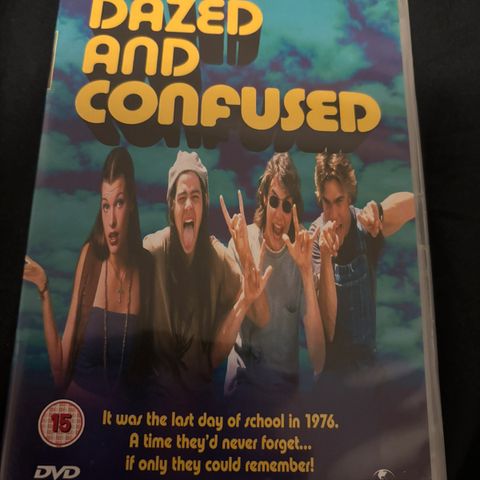 DAZED
AND
CONFUSED
It was the last day of school in 1976.
A time they'd never forget...
if only they could remember!
15
DVD